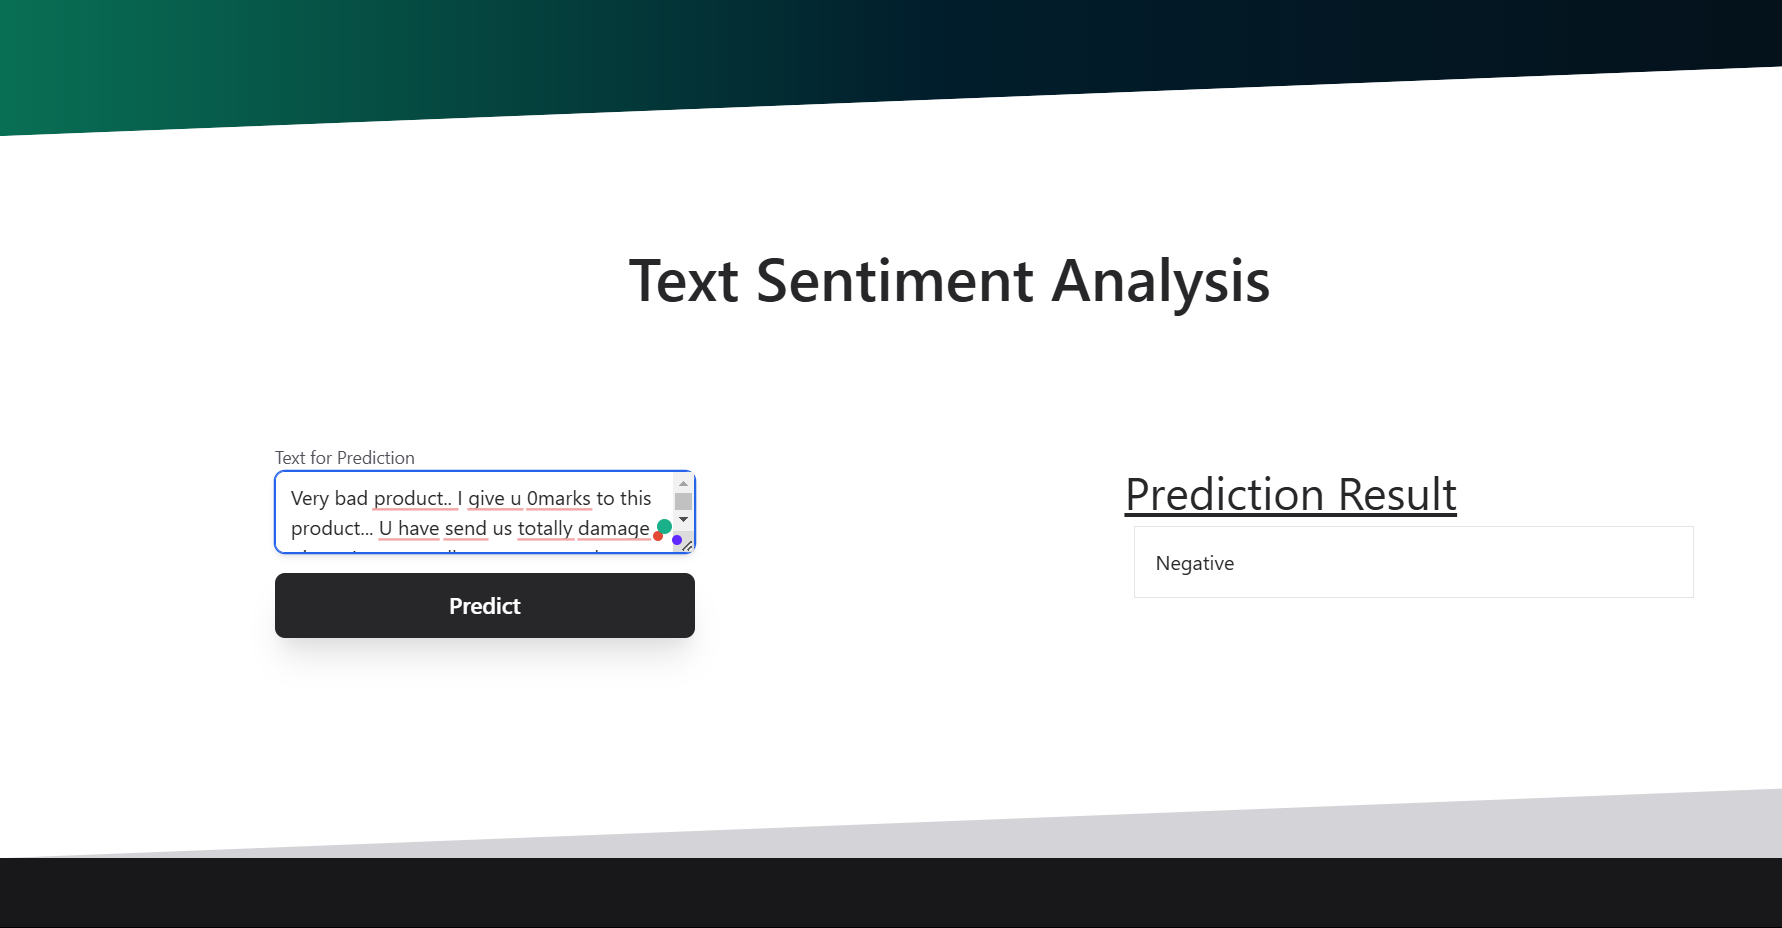 Text Sentiment Analysis
Text for Prediction
Very bad product.. I give u 0marks to this
product... U have send us totally damage
Predict
Prediction Result
Negative